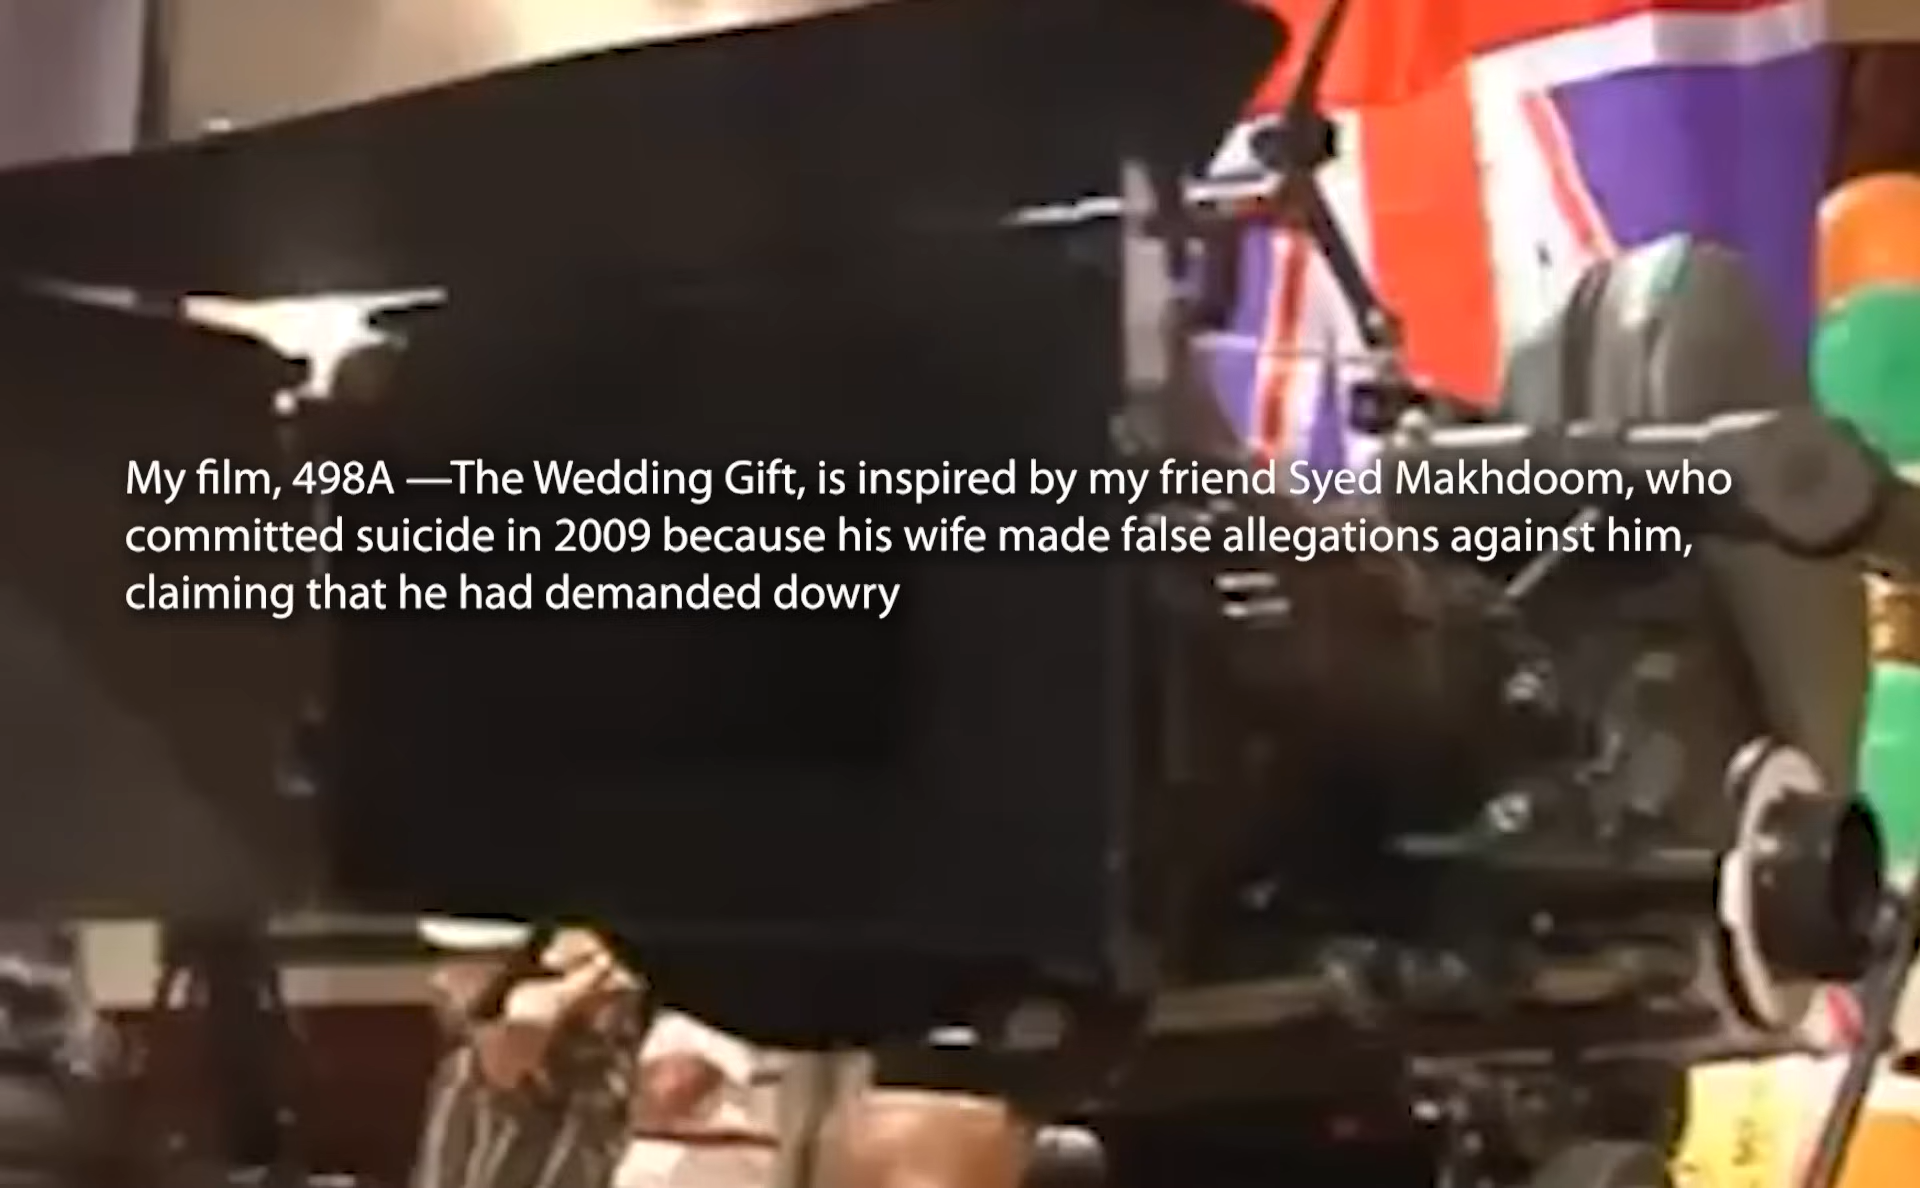 My film, 498A —The Wedding Gift, is inspired by my friend Syed Makhdoom, who
committed suicide in 2009 because his wife made false allegations against him,
claiming that he had demanded dowry